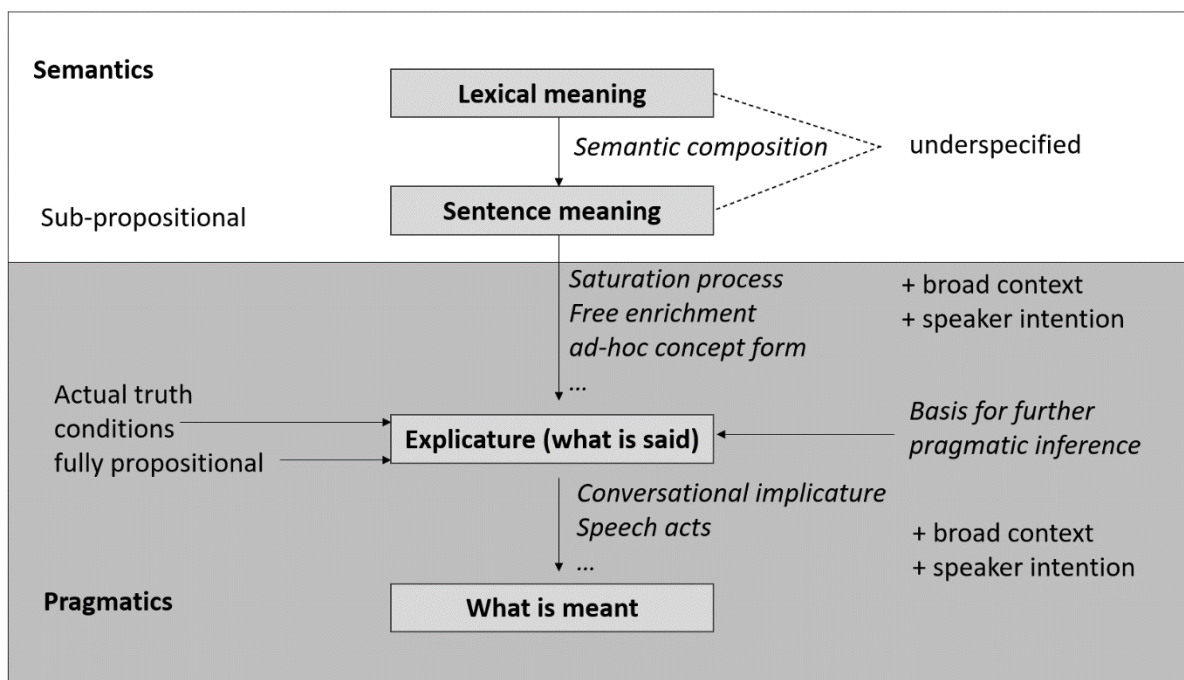 Semantics
Lexical meaning
Semantic composition
underspecified
Sub-propositional
Sentence meaning
Saturation process
Free enrichment
ad-hoc concept form
...
+ broad context
+ speaker intention
Actual truth
conditions
fully propositional
Explicature (what is said)
Basis for further
pragmatic inference
Conversational implicature
Speech acts
...
+ broad context
+ speaker intention
Pragmatics
What is meant